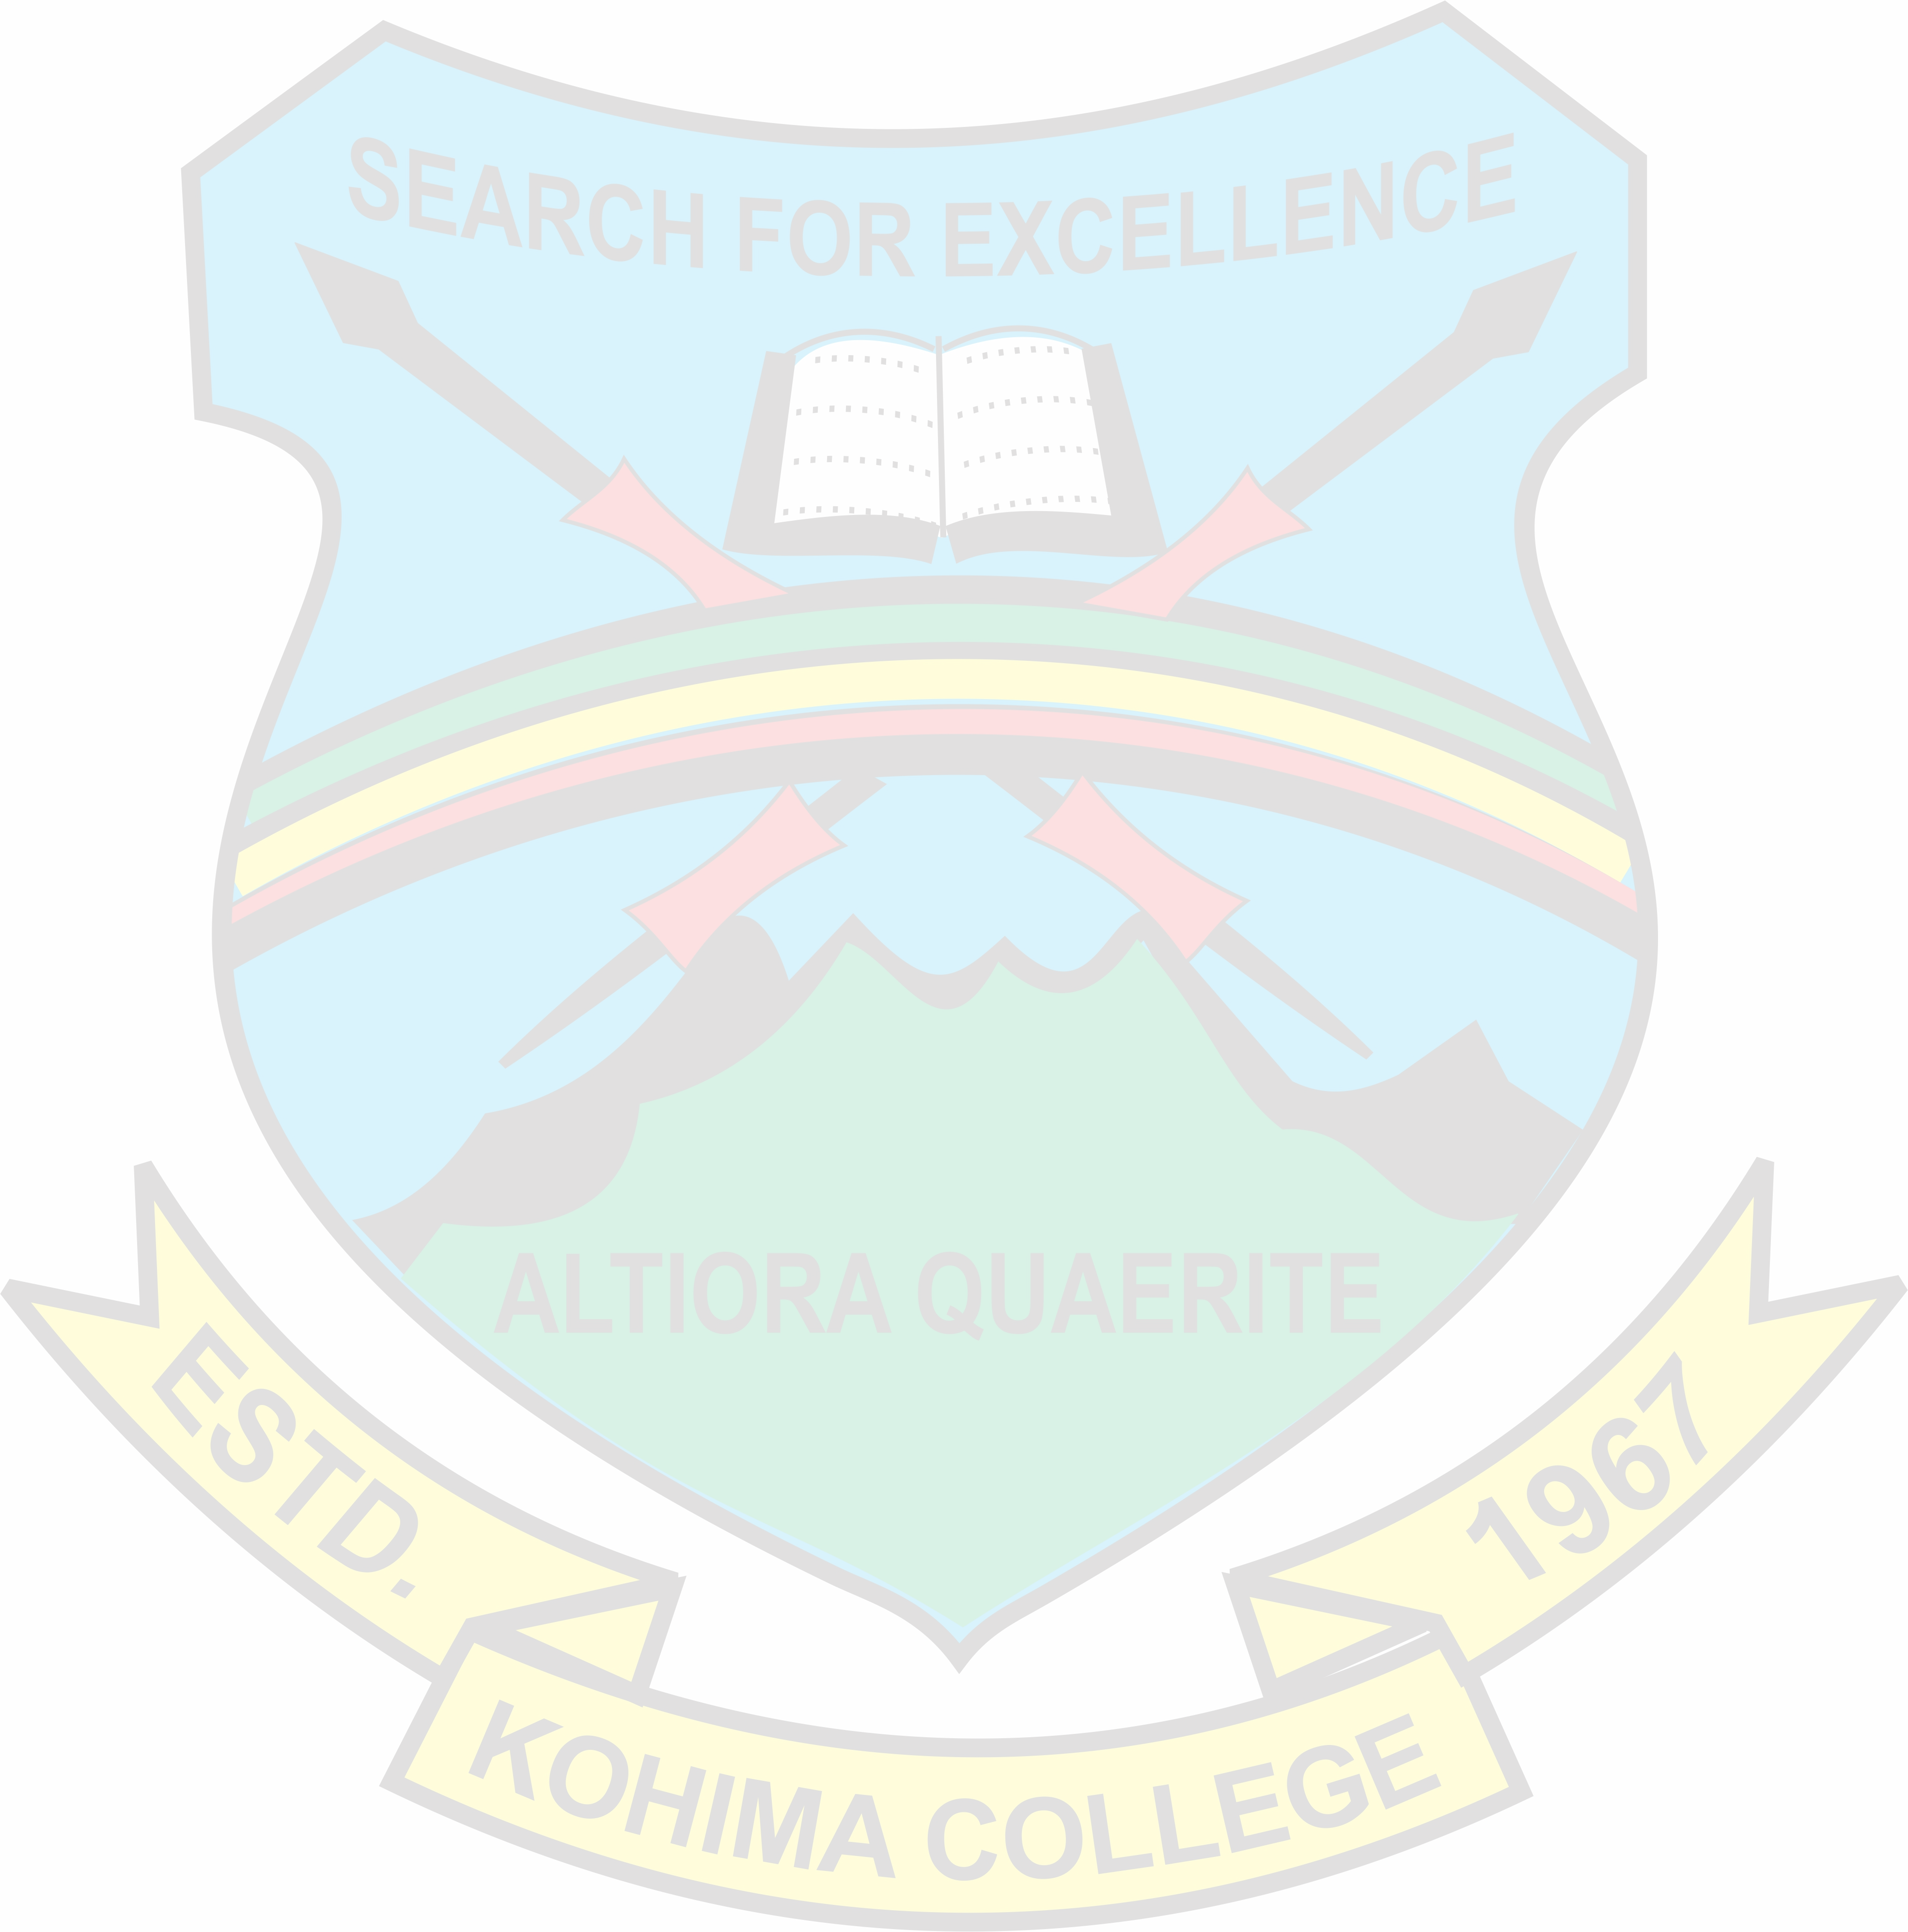 SEARCH FOR EXCELLENCE
ALTIORA QUAERITE
ESTD. 1967
KOHIMA COLLEGE